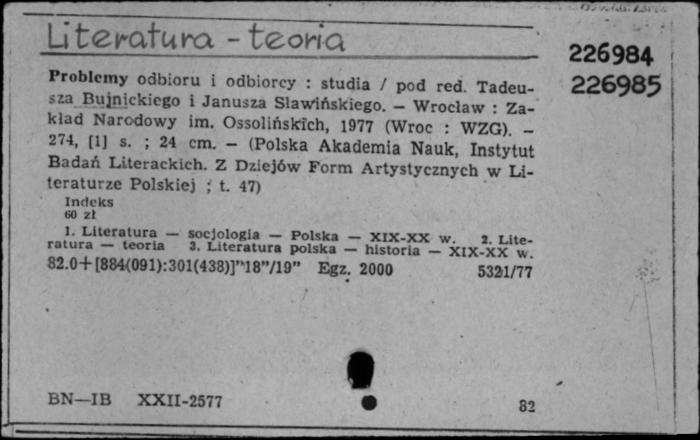 Literatura - teoria
226984
226985
Problemy odbioru i odbiorcy : studia / pod red. Tadeu-
sza Bujnickiego i Janusza Sławińskiego. — Wrocław : Za-
kład Narodowy im. Ossolińskich, 1977 (Wroc : WZG). —
274, [1] s. ; 24 cm. — (Polska Akademia Nauk, Instytut
Badań Literackich. Z Dziejów Form Artystycznych w Li-
teraturze Polskiej ; t. 47)
Indeks
60 zł
1. Literatura — socjologia — Polska — XIX-XX w. 2. Lite-
ratura — teoria 3. Literatura polska — historia — XIX-XX w.
82.0+[884(091):301(438)]"18"/19" Egz. 2000 5321/77
BN—IB XXII-2577 82